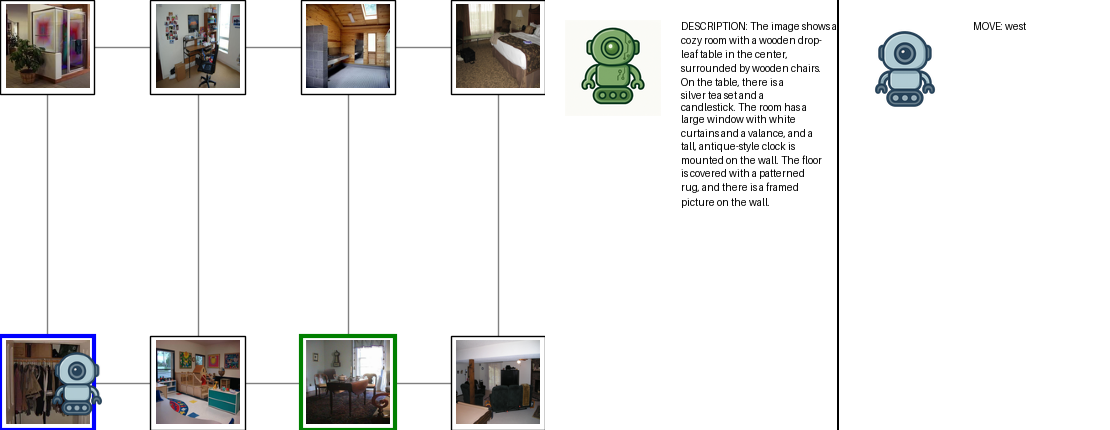 DESCRIPTION: The image shows a
cozy room with a wooden drop-
leaf table in the center,
surrounded by wooden chairs.
On the table, there is a
silver tea set and a
candlestick. The room has a
large window with white
curtains and a valance, and a
tall, antique-style clock is
mounted on the wall. The floor
is covered with a patterned
rug, and there is a framed
picture on the wall.
MOVE: west